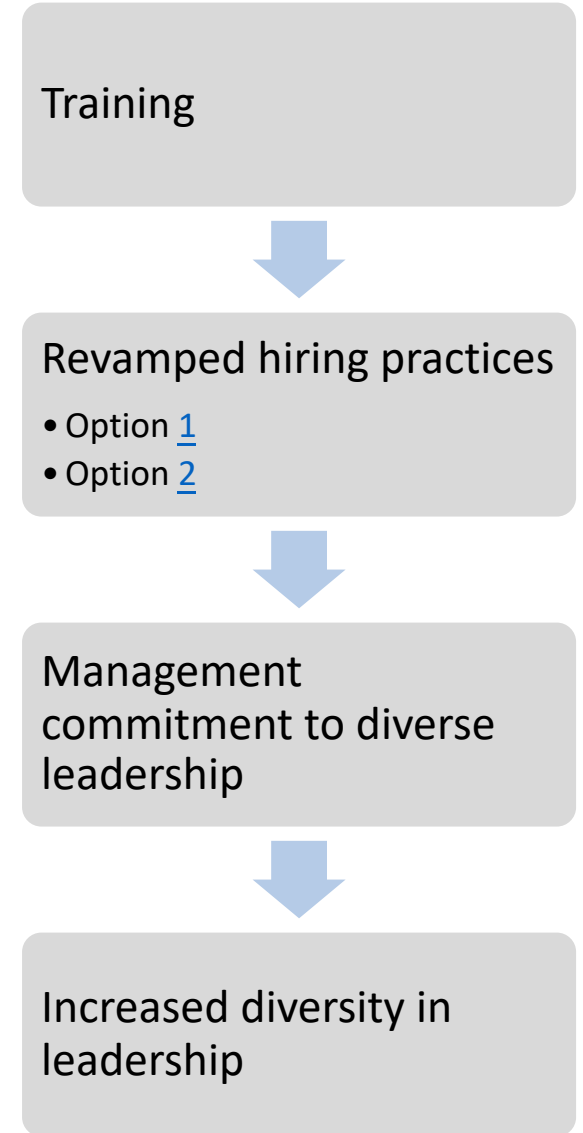 Training
Revamped hiring practices
• Option 1
• Option 2
Management
commitment to diverse
leadership
Increased diversity in
leadership